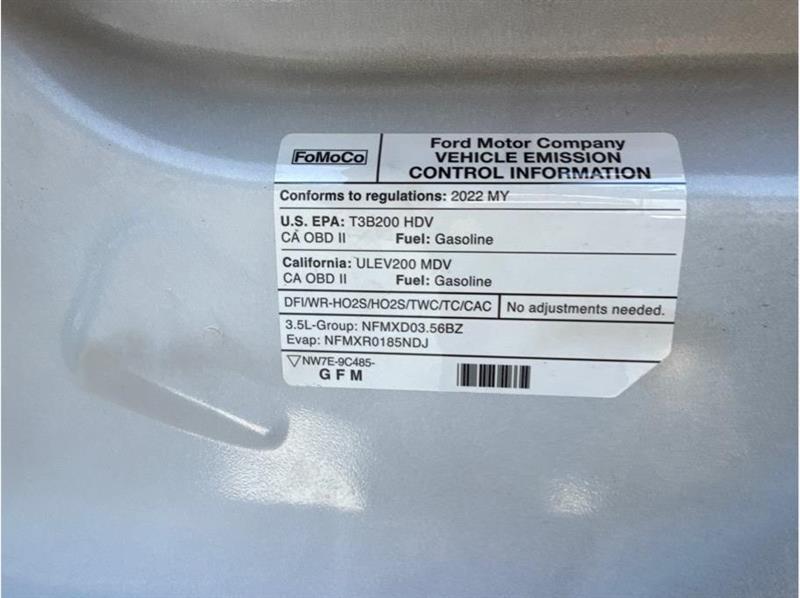 FoMoCo
Ford Motor Company
VEHICLE EMISSION
CONTROL INFORMATION
Conforms to regulations: 2022 MY
U.S. EPA: T3B200 HDV
CA OBD II Fuel: Gasoline
California: ULEV200 MDV
CA OBD II Fuel: Gasoline
DFI/WR-HO2S/HO2S/TWC/TC/CAC No adjustments needed.
3.5L-Group: NFMXD03.56BZ
Evap: NFMXR0185NDJ
NW7E-9C485-
G F M